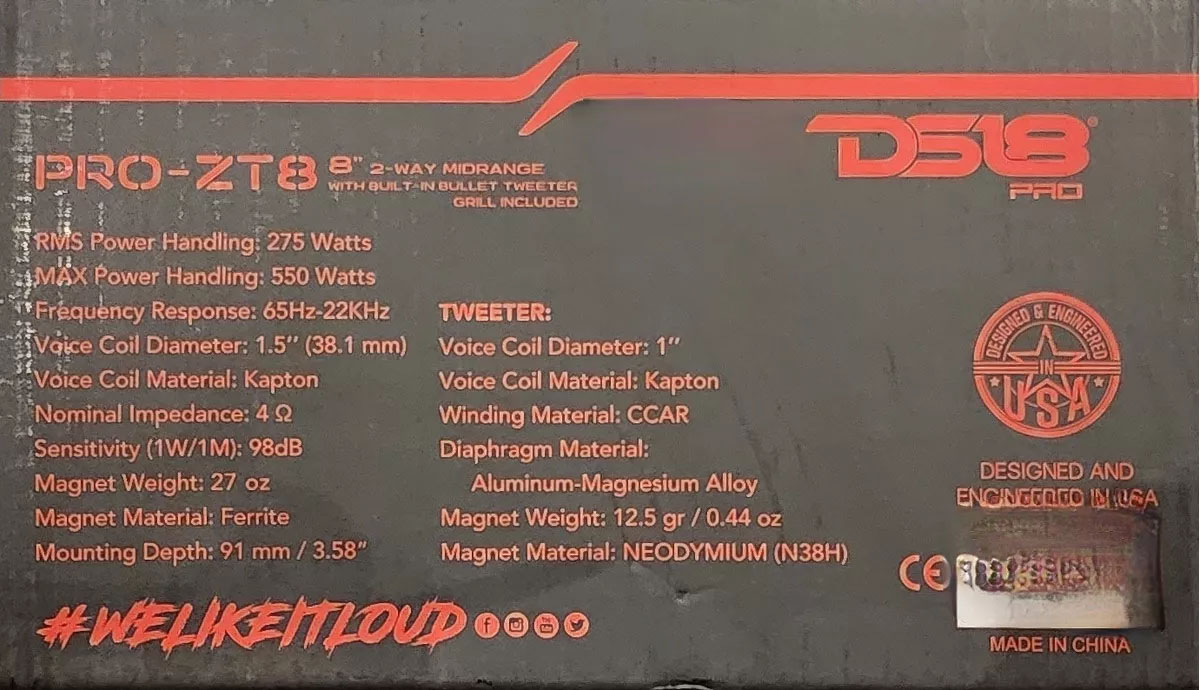 DS18®
PRO
PRO-ZT8 8" 2-WAY MIDRANGE
WITH BUILT-IN BULLET TWEETER
GRILL INCLUDED
RMS Power Handling: 275 Watts
MAX Power Handling: 550 Watts
Frequency Response: 65Hz-22KHz
Voice Coil Diameter: 1.5’’ (38.1 mm)
Voice Coil Material: Kapton
Nominal Impedance: 4 Ω
Sensitivity (1W/1M): 98dB
Magnet Weight: 27 oz
Magnet Material: Ferrite
Mounting Depth: 91 mm / 3.58”
TWEETER:
Voice Coil Diameter: 1’’
Voice Coil Material: Kapton
Winding Material: CCAR
Diaphragm Material:
Aluminum-Magnesium Alloy
Magnet Weight: 12.5 gr / 0.44 oz
Magnet Material: NEODYMIUM (N38H)
DESIGNED & ENGINEERED
IN
USA
DESIGNED AND
ENGINEERED IN USA
CE
MADE IN CHINA
#WELIKEITLOUD